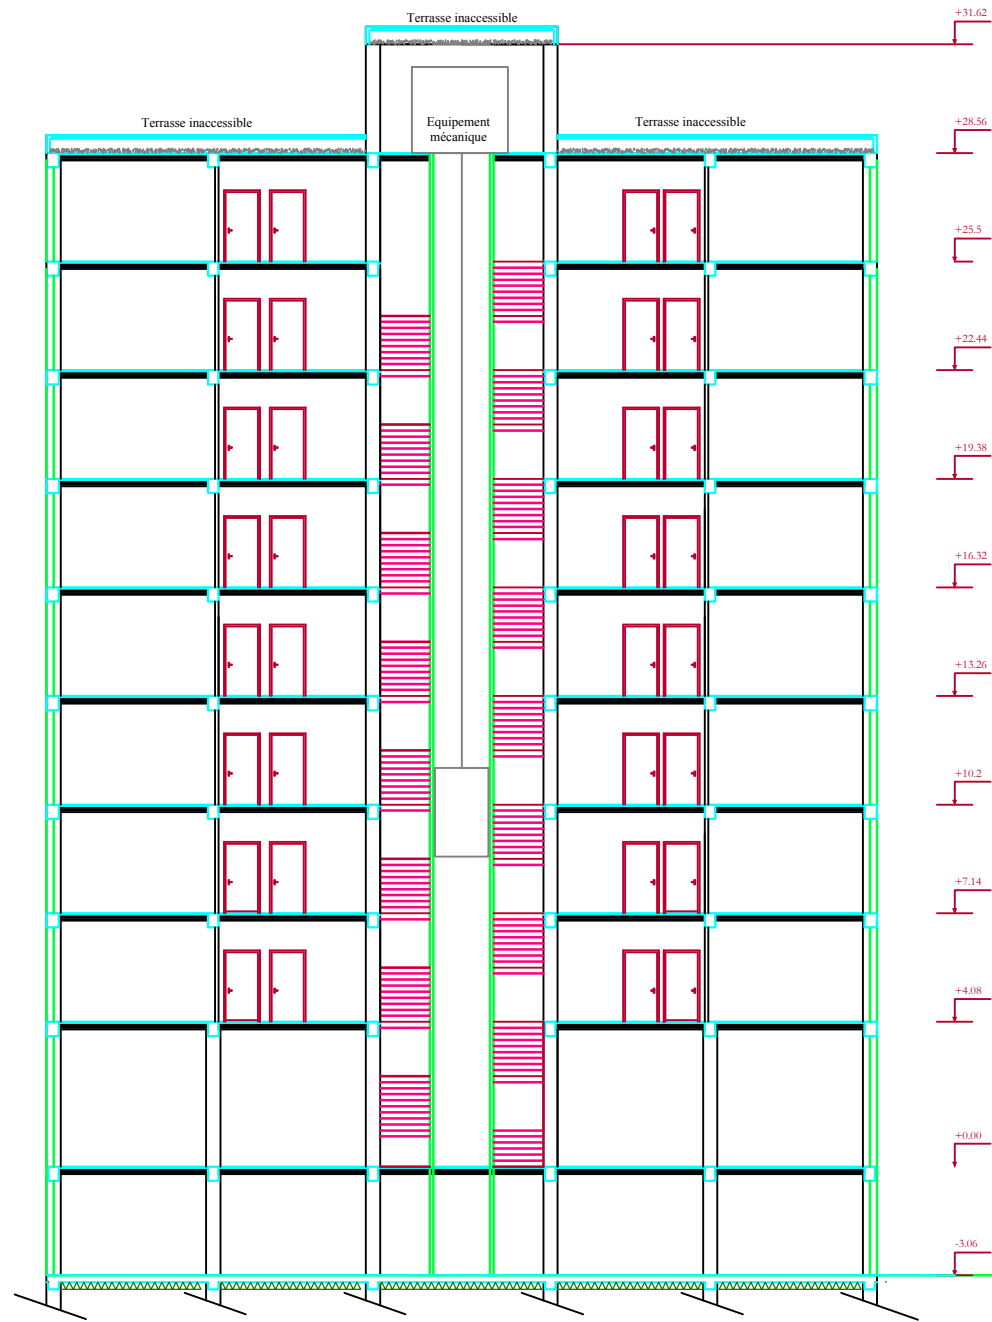 Terrasse inaccessible
+31.62
Equipement
mécanique
Terrasse inaccessible
Terrasse inaccessible
+28.56
+25.5
+22.44
+19.38
+16.32
+13.26
+10.2
+7.14
+4.08
+0.00
-3.06